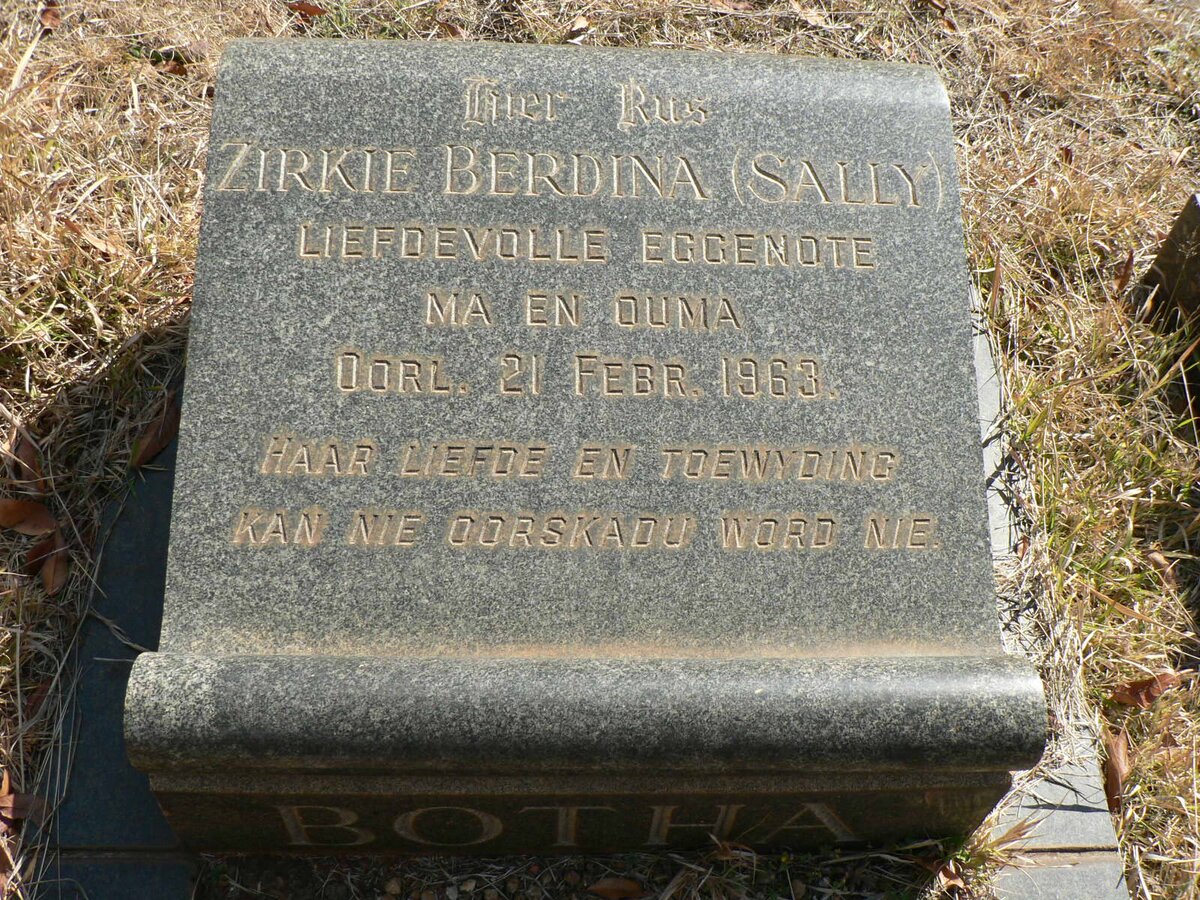 Hier Rus
ZIRKIE BERDINA (SALLY)
LIEFDEVOLLE EGGENOTE
MA EN OUMA
OORL. 21 FEBR. 1963.
HAAR LIEFDE EN TOEWYDING
KAN NIE OORSKADU WORD NIE.
BOTHA